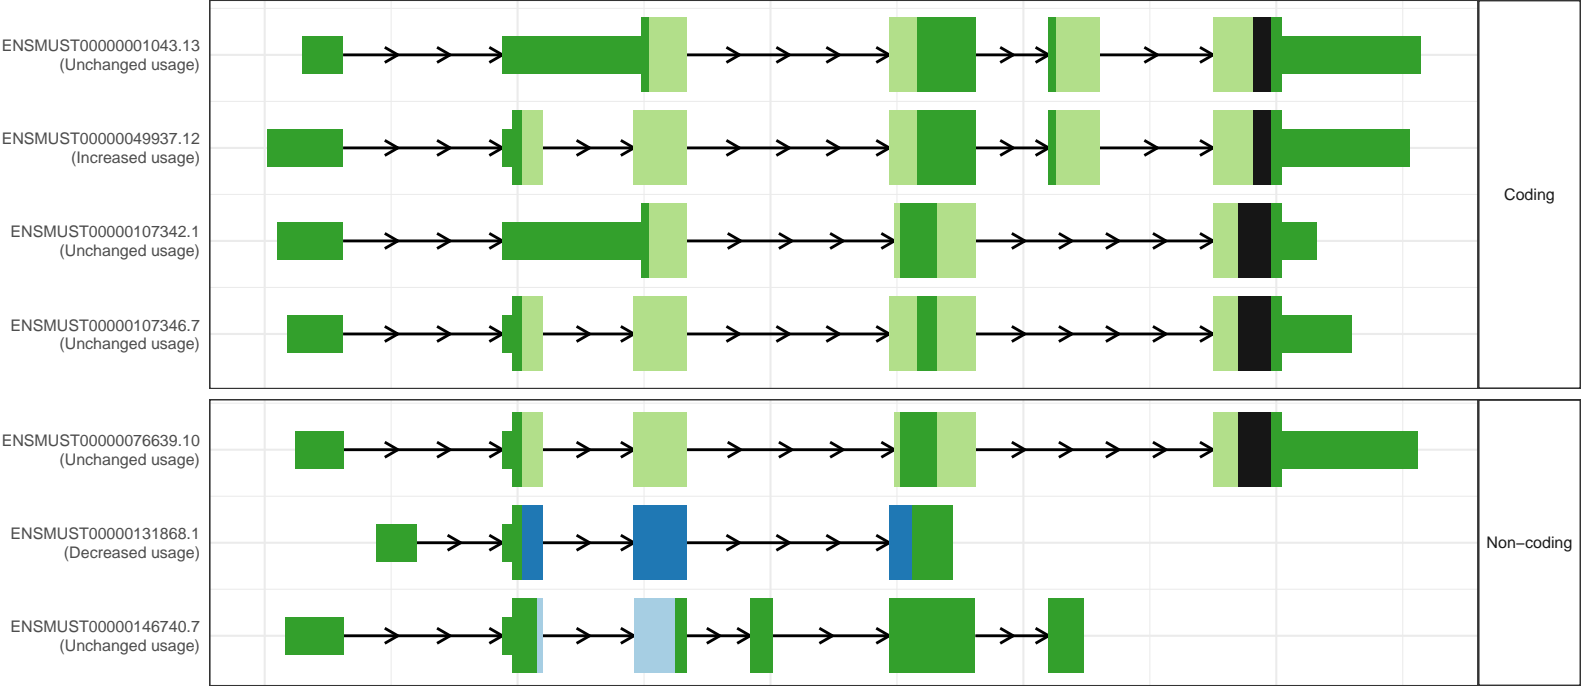 ENSMUST00000001043.13
(Unchanged usage)
ENSMUST00000049937.12
(Increased usage)
ENSMUST00000107342.1
(Unchanged usage)
ENSMUST00000107346.7
(Unchanged usage)
Coding
ENSMUST00000076639.10
(Unchanged usage)
ENSMUST00000131868.1
(Decreased usage)
ENSMUST00000146740.7
(Unchanged usage)
Non−coding